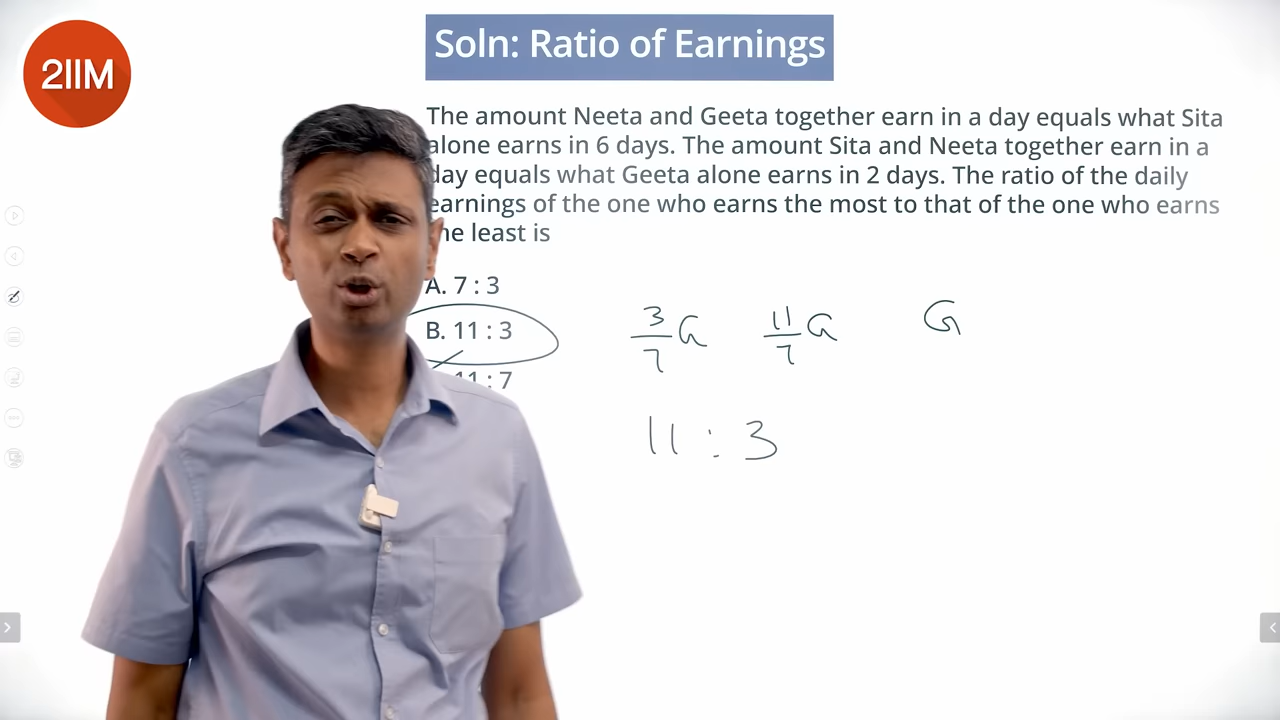 2IIM
Soln: Ratio of Earnings
The amount Neeta and Geeta together earn in a day equals what Sita
alone earns in 6 days. The amount Sita and Neeta together earn in a
day equals what Geeta alone earns in 2 days. The ratio of the daily
earnings of the one who earns the most to that of the one who earns
the least is
A. 7 : 3
B. 11 : 3
11 : 7
3/7 G 11/7 G G
11 : 3